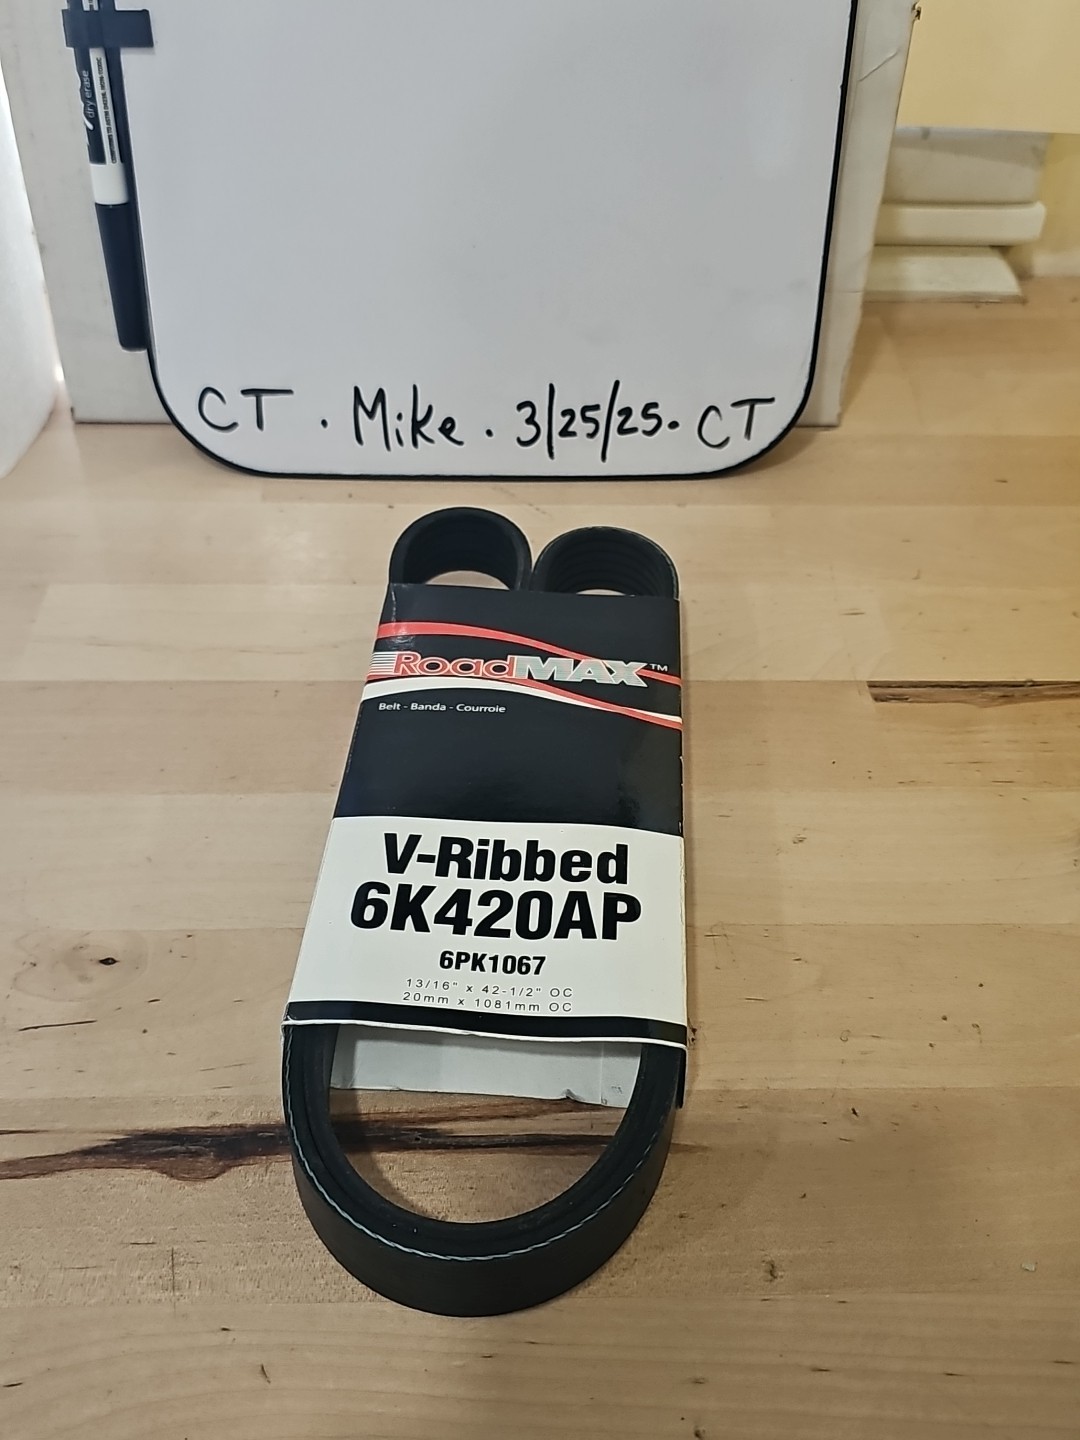 dry erase
CT . Mike . 3/25/25. CT
RoadMAX™
Belt - Banda - Courroie
V-Ribbed
6K420AP
6PK1067
13/16" x 42-1/2" OC
20mm x 1081mm OC